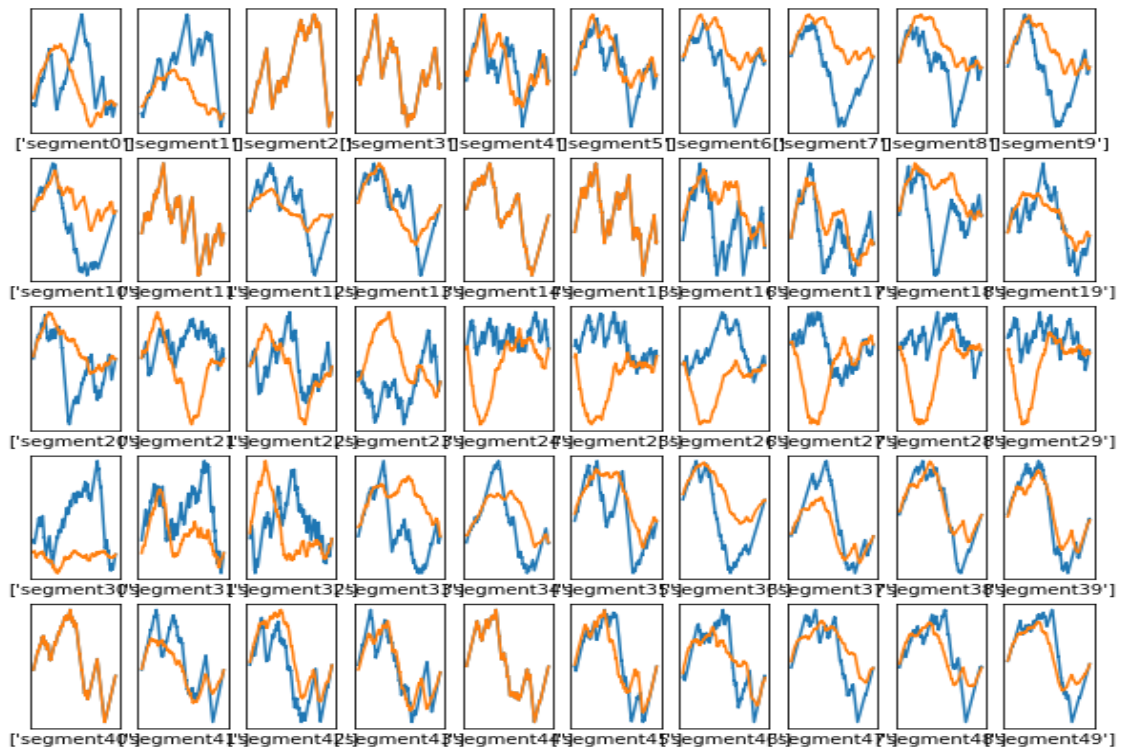 ['segment0'] ['segment1'] ['segment2'] ['segment3'] ['segment4'] ['segment5'] ['segment6'] ['segment7'] ['segment8'] ['segment9']
['segment10'] ['segment11'] ['segment12'] ['segment13'] ['segment14'] ['segment15'] ['segment16'] ['segment17'] ['segment18'] ['segment19']
['segment20'] ['segment21'] ['segment22'] ['segment23'] ['segment24'] ['segment25'] ['segment26'] ['segment27'] ['segment28'] ['segment29']
['segment30'] ['segment31'] ['segment32'] ['segment33'] ['segment34'] ['segment35'] ['segment36'] ['segment37'] ['segment38'] ['segment39']
['segment40'] ['segment41'] ['segment42'] ['segment43'] ['segment44'] ['segment45'] ['segment46'] ['segment47'] ['segment48'] ['segment49']